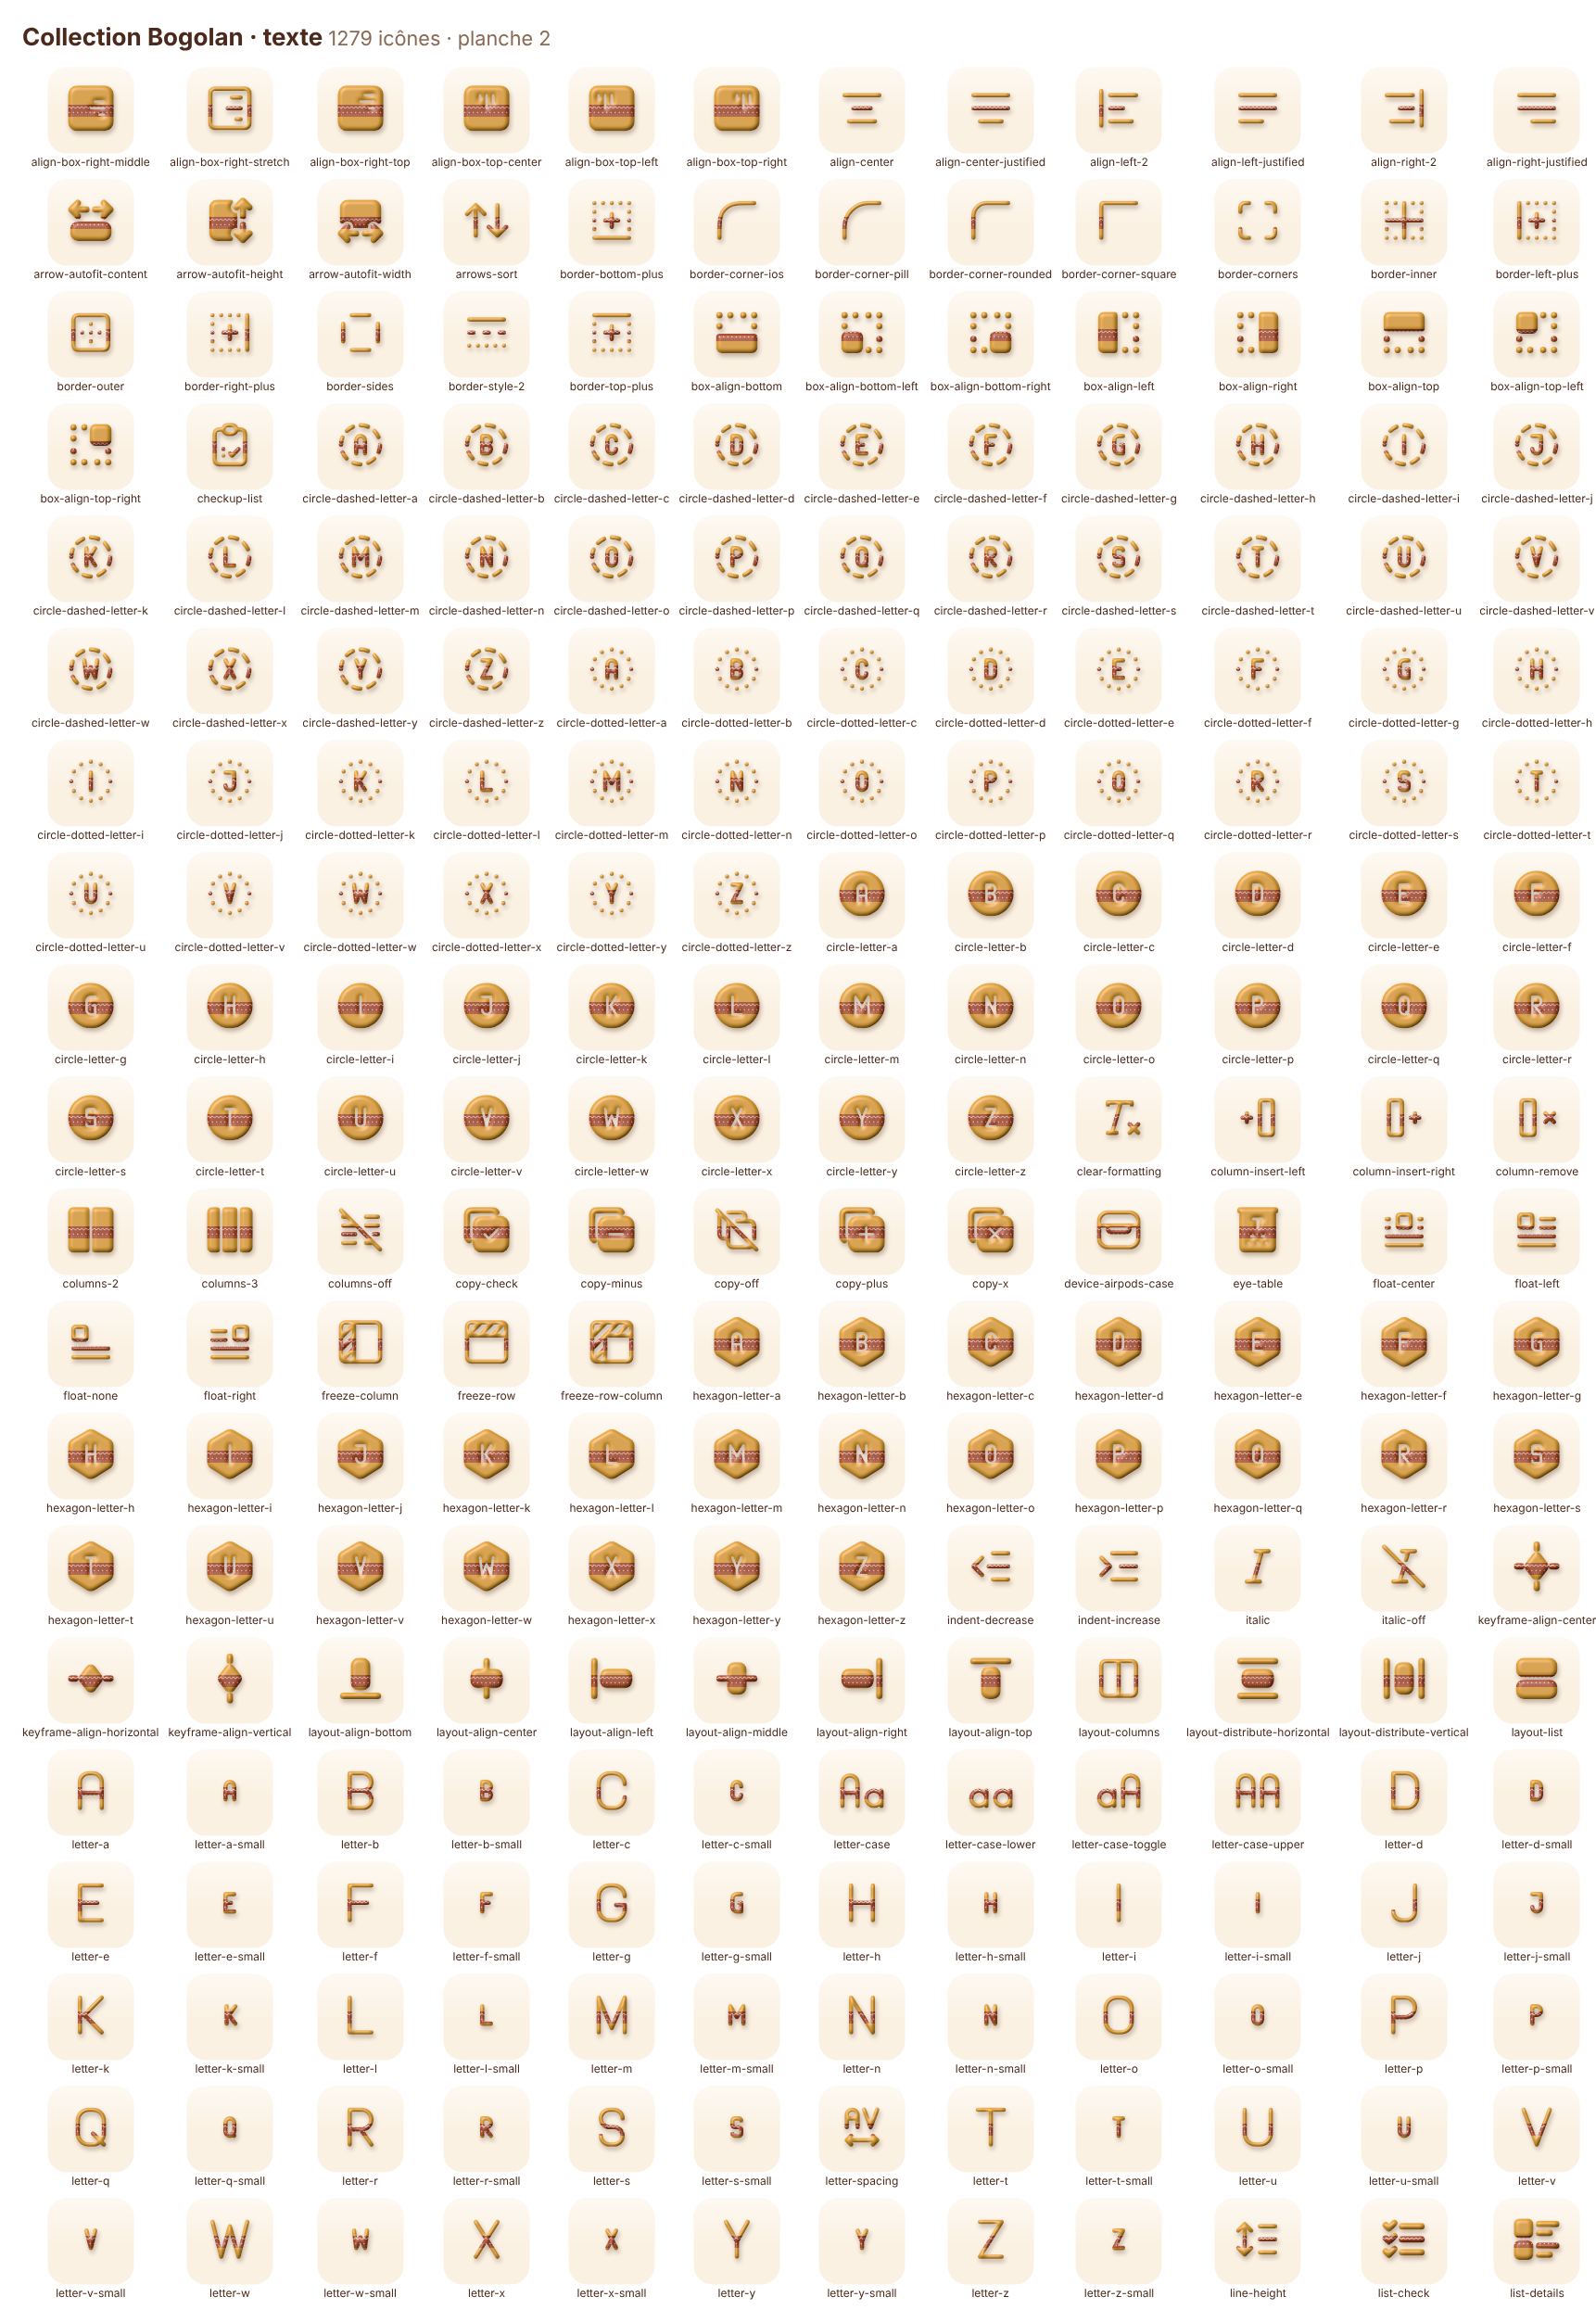 Collection Bogolan · texte 1279 icônes · planche 2
align-box-right-middle align-box-right-stretch align-box-right-top align-box-top-center align-box-top-left align-box-top-right align-center align-center-justified align-left-2 align-left-justified align-right-2 align-right-justified
arrow-autofit-content arrow-autofit-height arrow-autofit-width arrows-sort border-bottom-plus border-corner-ios border-corner-pill border-corner-rounded border-corner-square border-corners border-inner border-left-plus
border-outer border-right-plus border-sides border-style-2 border-top-plus box-align-bottom box-align-bottom-left box-align-bottom-right box-align-left box-align-right box-align-top box-align-top-left
box-align-top-right checkup-list circle-dashed-letter-a circle-dashed-letter-b circle-dashed-letter-c circle-dashed-letter-d circle-dashed-letter-e circle-dashed-letter-f circle-dashed-letter-g circle-dashed-letter-h circle-dashed-letter-i circle-dashed-letter-j
circle-dashed-letter-k circle-dashed-letter-l circle-dashed-letter-m circle-dashed-letter-n circle-dashed-letter-o circle-dashed-letter-p circle-dashed-letter-q circle-dashed-letter-r circle-dashed-letter-s circle-dashed-letter-t circle-dashed-letter-u circle-dashed-letter-v
circle-dashed-letter-w circle-dashed-letter-x circle-dashed-letter-y circle-dashed-letter-z circle-dotted-letter-a circle-dotted-letter-b circle-dotted-letter-c circle-dotted-letter-d circle-dotted-letter-e circle-dotted-letter-f circle-dotted-letter-g circle-dotted-letter-h
circle-dotted-letter-i circle-dotted-letter-j circle-dotted-letter-k circle-dotted-letter-l circle-dotted-letter-m circle-dotted-letter-n circle-dotted-letter-o circle-dotted-letter-p circle-dotted-letter-q circle-dotted-letter-r circle-dotted-letter-s circle-dotted-letter-t
circle-dotted-letter-u circle-dotted-letter-v circle-dotted-letter-w circle-dotted-letter-x circle-dotted-letter-y circle-dotted-letter-z circle-letter-a circle-letter-b circle-letter-c circle-letter-d circle-letter-e circle-letter-f
circle-letter-g circle-letter-h circle-letter-i circle-letter-j circle-letter-k circle-letter-l circle-letter-m circle-letter-n circle-letter-o circle-letter-p circle-letter-q circle-letter-r
circle-letter-s circle-letter-t circle-letter-u circle-letter-v circle-letter-w circle-letter-x circle-letter-y circle-letter-z clear-formatting column-insert-left column-insert-right column-remove
columns-2 columns-3 columns-off copy-check copy-minus copy-off copy-plus copy-x device-airpods-case eye-table float-center float-left
float-none float-right freeze-column freeze-row freeze-row-column hexagon-letter-a hexagon-letter-b hexagon-letter-c hexagon-letter-d hexagon-letter-e hexagon-letter-f hexagon-letter-g
hexagon-letter-h hexagon-letter-i hexagon-letter-j hexagon-letter-k hexagon-letter-l hexagon-letter-m hexagon-letter-n hexagon-letter-o hexagon-letter-p hexagon-letter-q hexagon-letter-r hexagon-letter-s
hexagon-letter-t hexagon-letter-u hexagon-letter-v hexagon-letter-w hexagon-letter-x hexagon-letter-y hexagon-letter-z indent-decrease indent-increase italic italic-off keyframe-align-center
keyframe-align-horizontal keyframe-align-vertical layout-align-bottom layout-align-center layout-align-left layout-align-middle layout-align-right layout-align-top layout-columns layout-distribute-horizontal layout-distribute-vertical layout-list
letter-a letter-a-small letter-b letter-b-small letter-c letter-c-small letter-case letter-case-lower letter-case-toggle letter-case-upper letter-d letter-d-small
letter-e letter-e-small letter-f letter-f-small letter-g letter-g-small letter-h letter-h-small letter-i letter-i-small letter-j letter-j-small
letter-k letter-k-small letter-l letter-l-small letter-m letter-m-small letter-n letter-n-small letter-o letter-o-small letter-p letter-p-small
letter-q letter-q-small letter-r letter-r-small letter-s letter-s-small letter-spacing letter-t letter-t-small letter-u letter-u-small letter-v
letter-v-small letter-w letter-w-small letter-x letter-x-small letter-y letter-y-small letter-z letter-z-small line-height list-check list-details